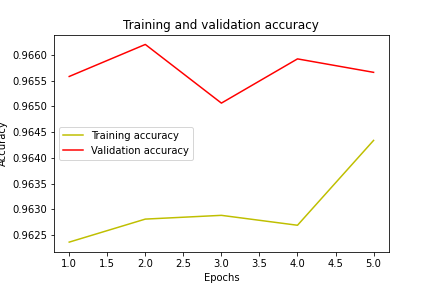 Training and validation accuracy
0.9660
0.9655
0.9650
0.9645
0.9640
0.9635
0.9630
0.9625
Accuracy
Training accuracy
Validation accuracy
1.0 1.5 2.0 2.5 3.0 3.5 4.0 4.5 5.0
Epochs